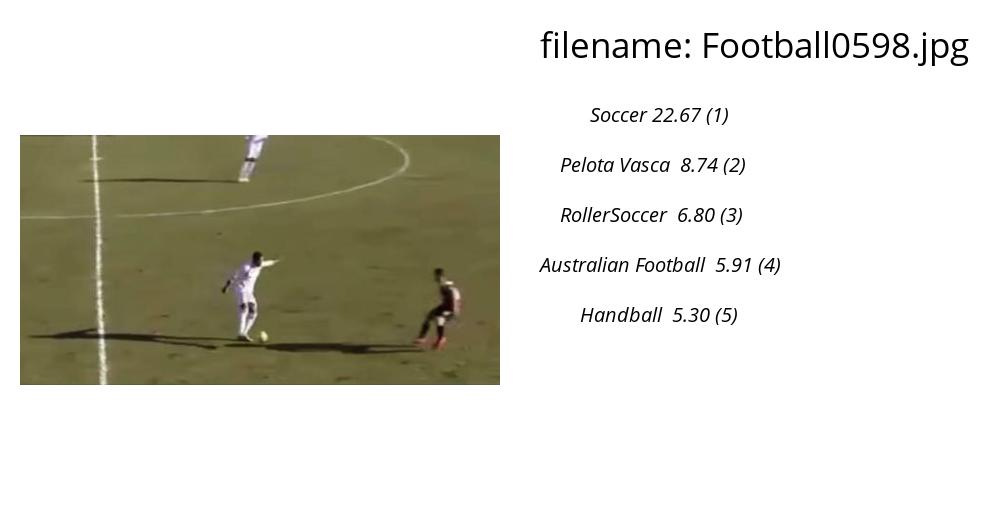 filename: Football0598.jpg
Soccer 22.67 (1)
Pelota Vasca 8.74 (2)
RollerSoccer 6.80 (3)
Australian Football 5.91 (4)
Handball 5.30 (5)